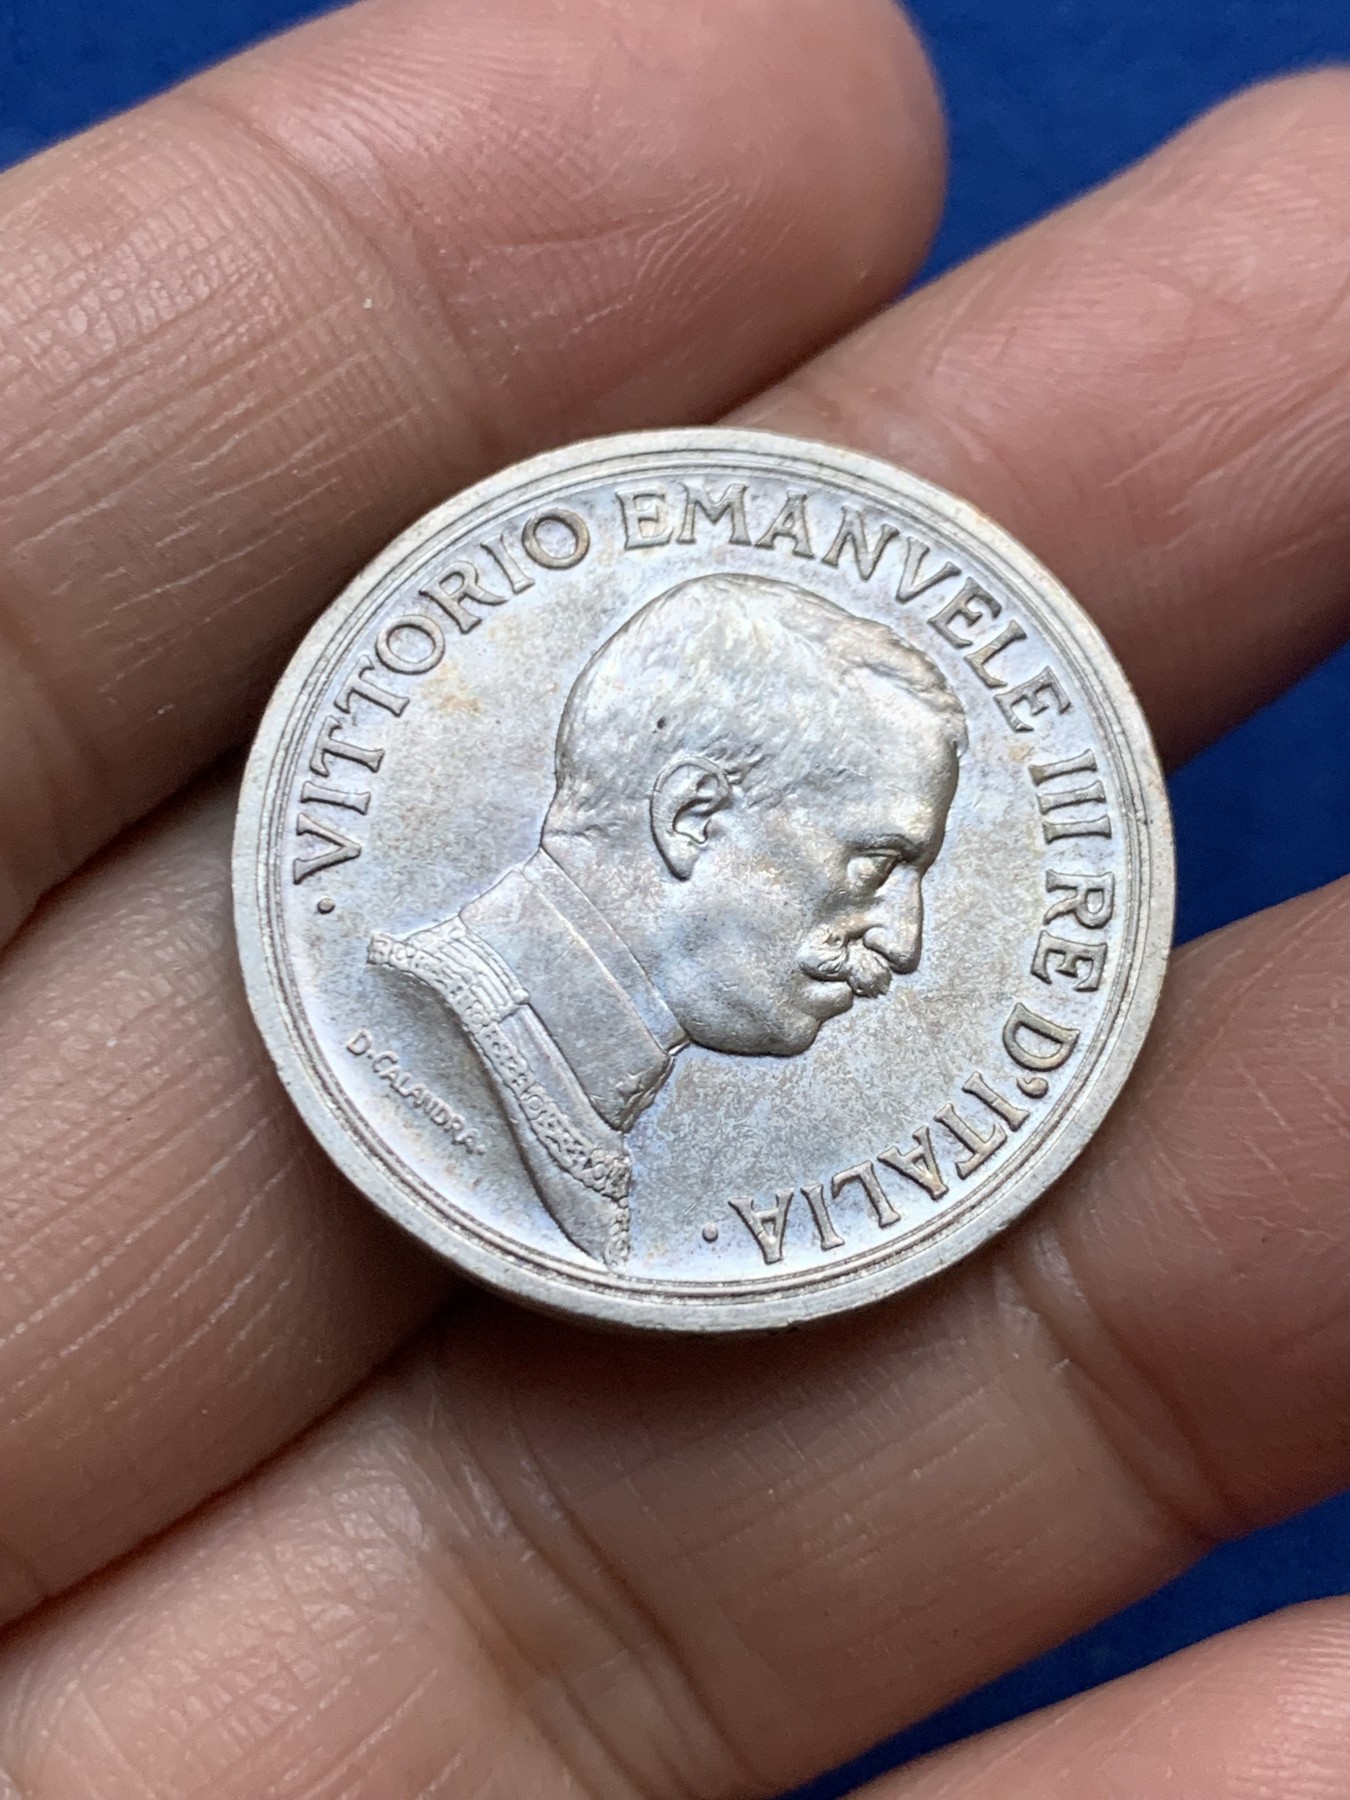 · VITTORIO EMANVELE III RE D'ITALIA ·
D·CALANDRA·